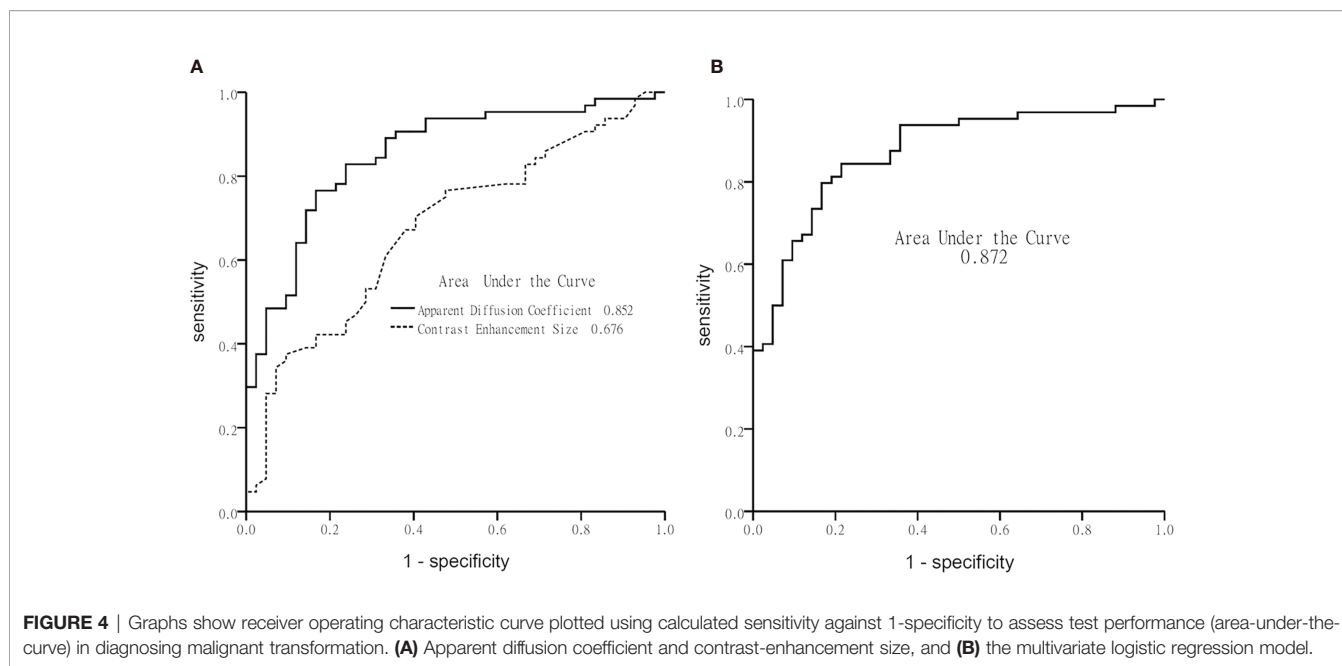 A
1.0
0.8
0.6
0.4
0.2
0.0
sensitivity
Area Under the Curve
Apparent Diffusion Coefficient 0.852
Contrast Enhancement Size 0.676
0.0 0.2 0.4 0.6 0.8 1.0
1 - specificity
B
1.0
0.8
0.6
0.4
0.2
0.0
sensitivity
Area Under the Curve
0.872
0.0 0.2 0.4 0.6 0.8 1.0
1 - specificity
FIGURE 4 | Graphs show receiver operating characteristic curve plotted using calculated sensitivity against 1-specificity to assess test performance (area-under-the-
curve) in diagnosing malignant transformation. (A) Apparent diffusion coefficient and contrast-enhancement size, and (B) the multivariate logistic regression model.